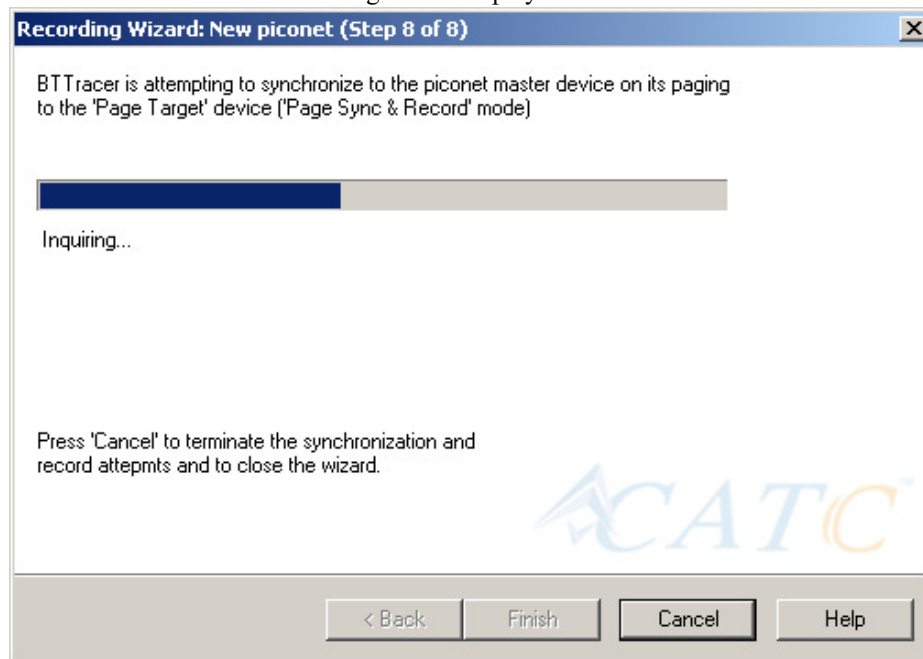 Recording Wizard: New piconet (Step 8 of 8)
BTTracer is attempting to synchronize to the piconet master device on its paging
to the 'Page Target' device ('Page Sync & Record' mode)
Inquiring...
Press 'Cancel' to terminate the synchronization and
record attepmts and to close the wizard.
CATC
< Back Finish Cancel Help